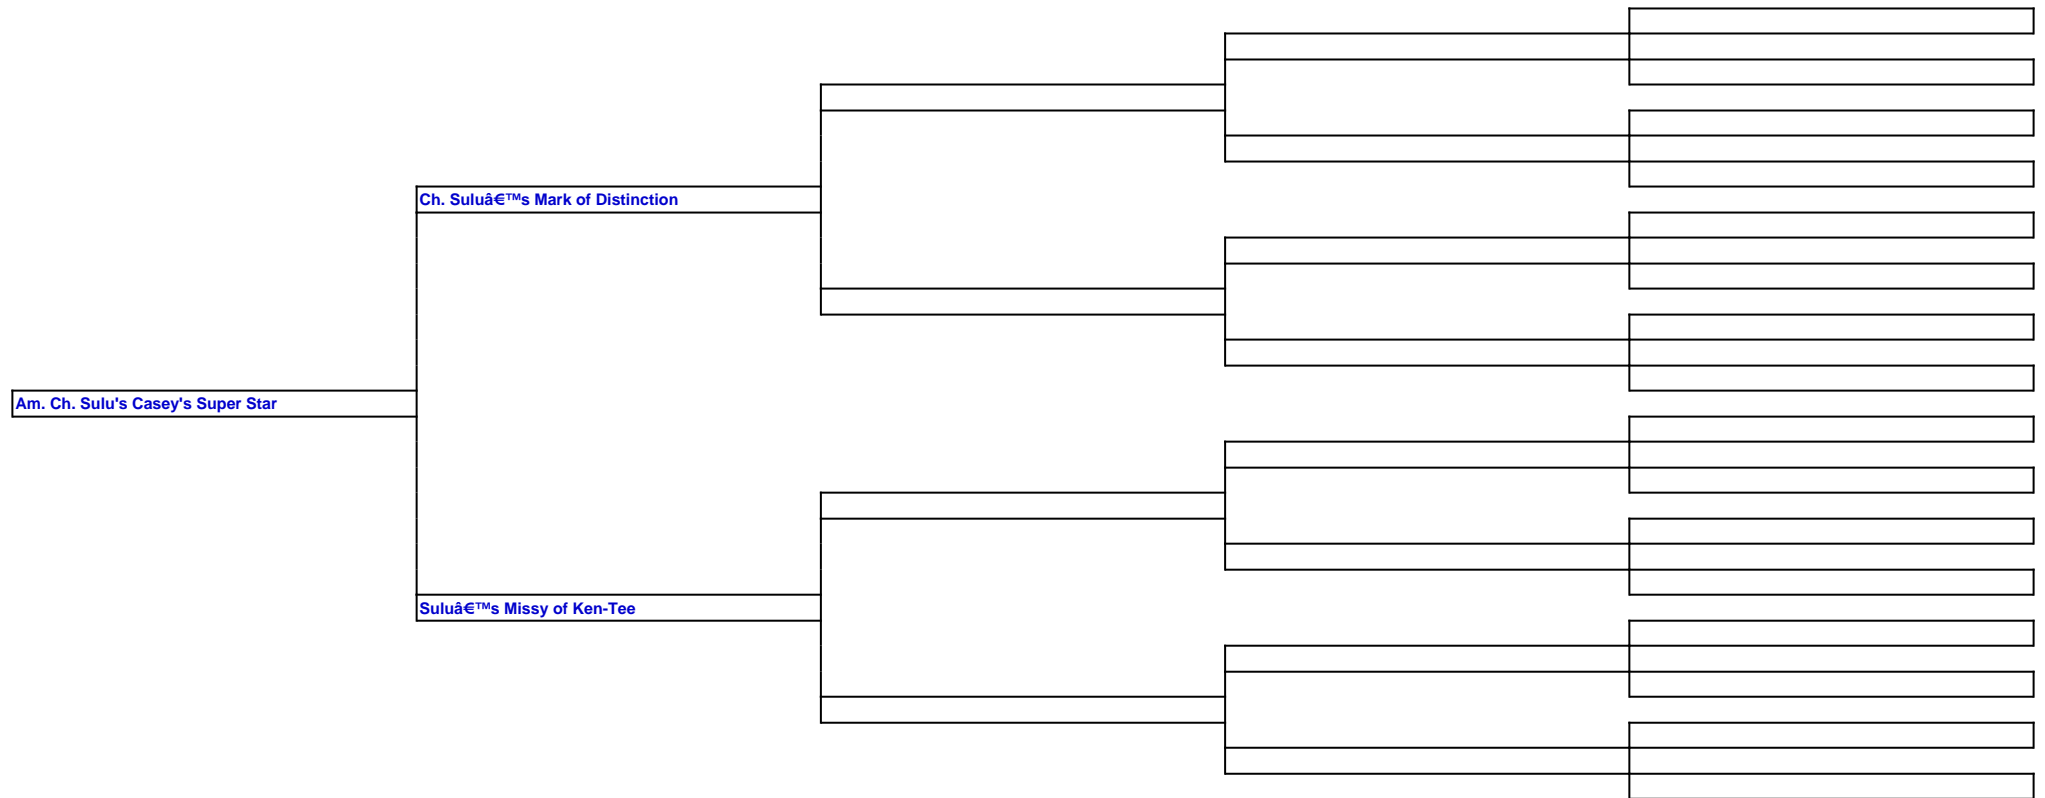 Ch. Suluâ€™s Mark of Distinction
Am. Ch. Sulu's Casey's Super Star
Suluâ€™s Missy of Ken-Tee